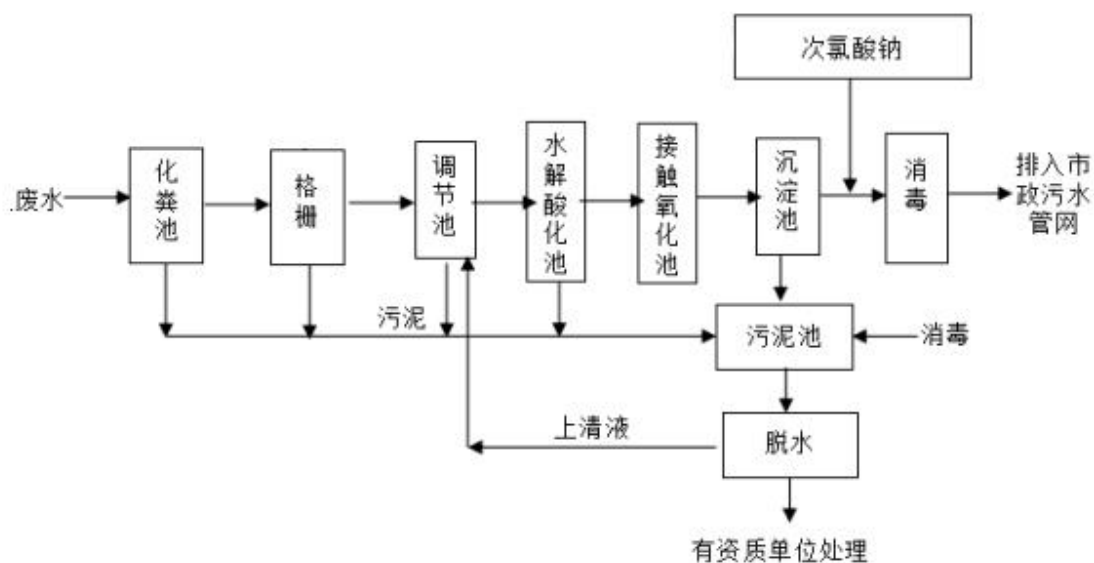 次氯酸钠
.废水
化粪池
格栅
调节池
水解酸化池
接触氧化池
沉淀池
消毒
排入市
政污水
管网
污泥
污泥池
消毒
上清液
脱水
有资质单位处理